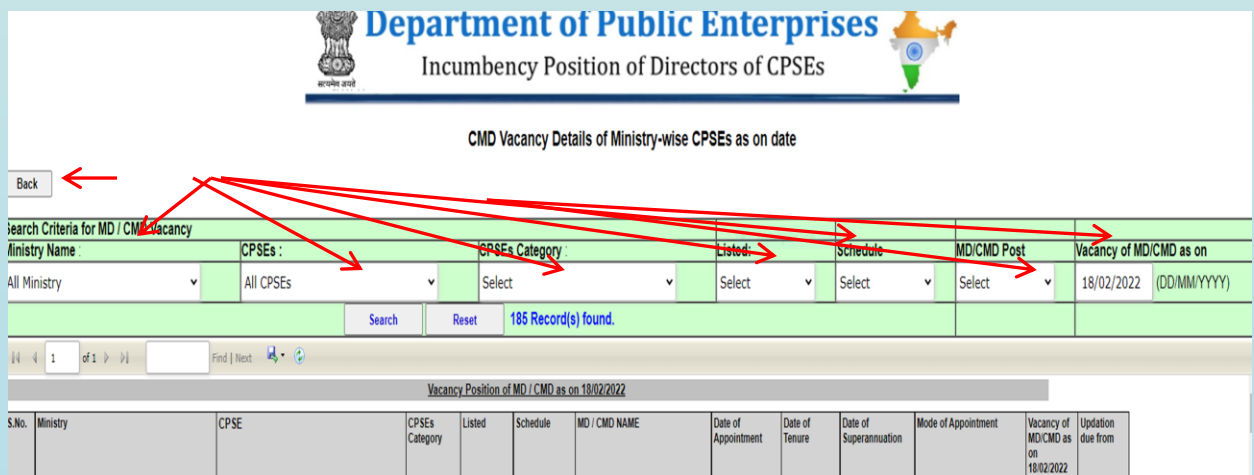 Department of Public Enterprises
Incumbency Position of Directors of CPSEs
सत्यमेव जयते
CMD Vacancy Details of Ministry-wise CPSEs as on date
Back
Search Criteria for MD / CMD Vacancy
Ministry Name : CPSEs : CPSEs Category : Listed: Schedule MD/CMD Post Vacancy of MD/CMD as on
All Ministry All CPSEs Select Select Select Select 18/02/2022 (DD/MM/YYYY)
Search Reset 185 Record(s) found.
1 of 1 Find | Next
Vacancy Position of MD / CMD as on 18/02/2022
S.No. Ministry CPSE CPSEs Listed Schedule MD / CMD NAME Date of Date of Date of Mode of Appointment Vacancy of Updation
Category Appointment Tenure Superannuation MD/CMD as due from
on
18/02/2022